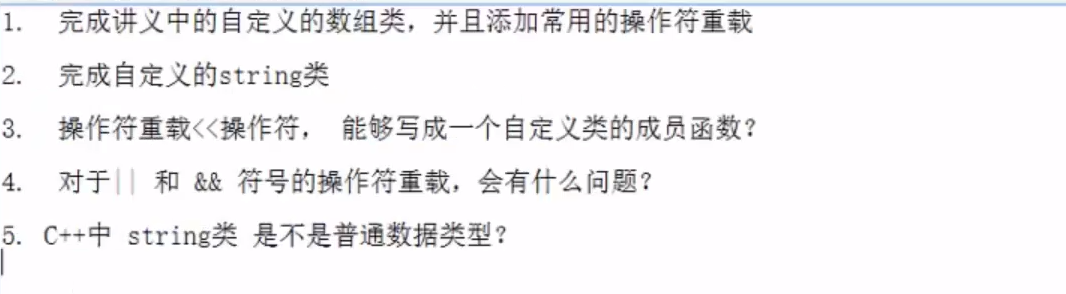 1. 完成讲义中的自定义的数组类，并且添加常用的操作符重载
2. 完成自定义的string类
3. 操作符重载<<操作符， 能够写成一个自定义类的成员函数？
4. 对于|| 和 && 符号的操作符重载，会有什么问题？
5. C++中 string类 是不是普通数据类型？